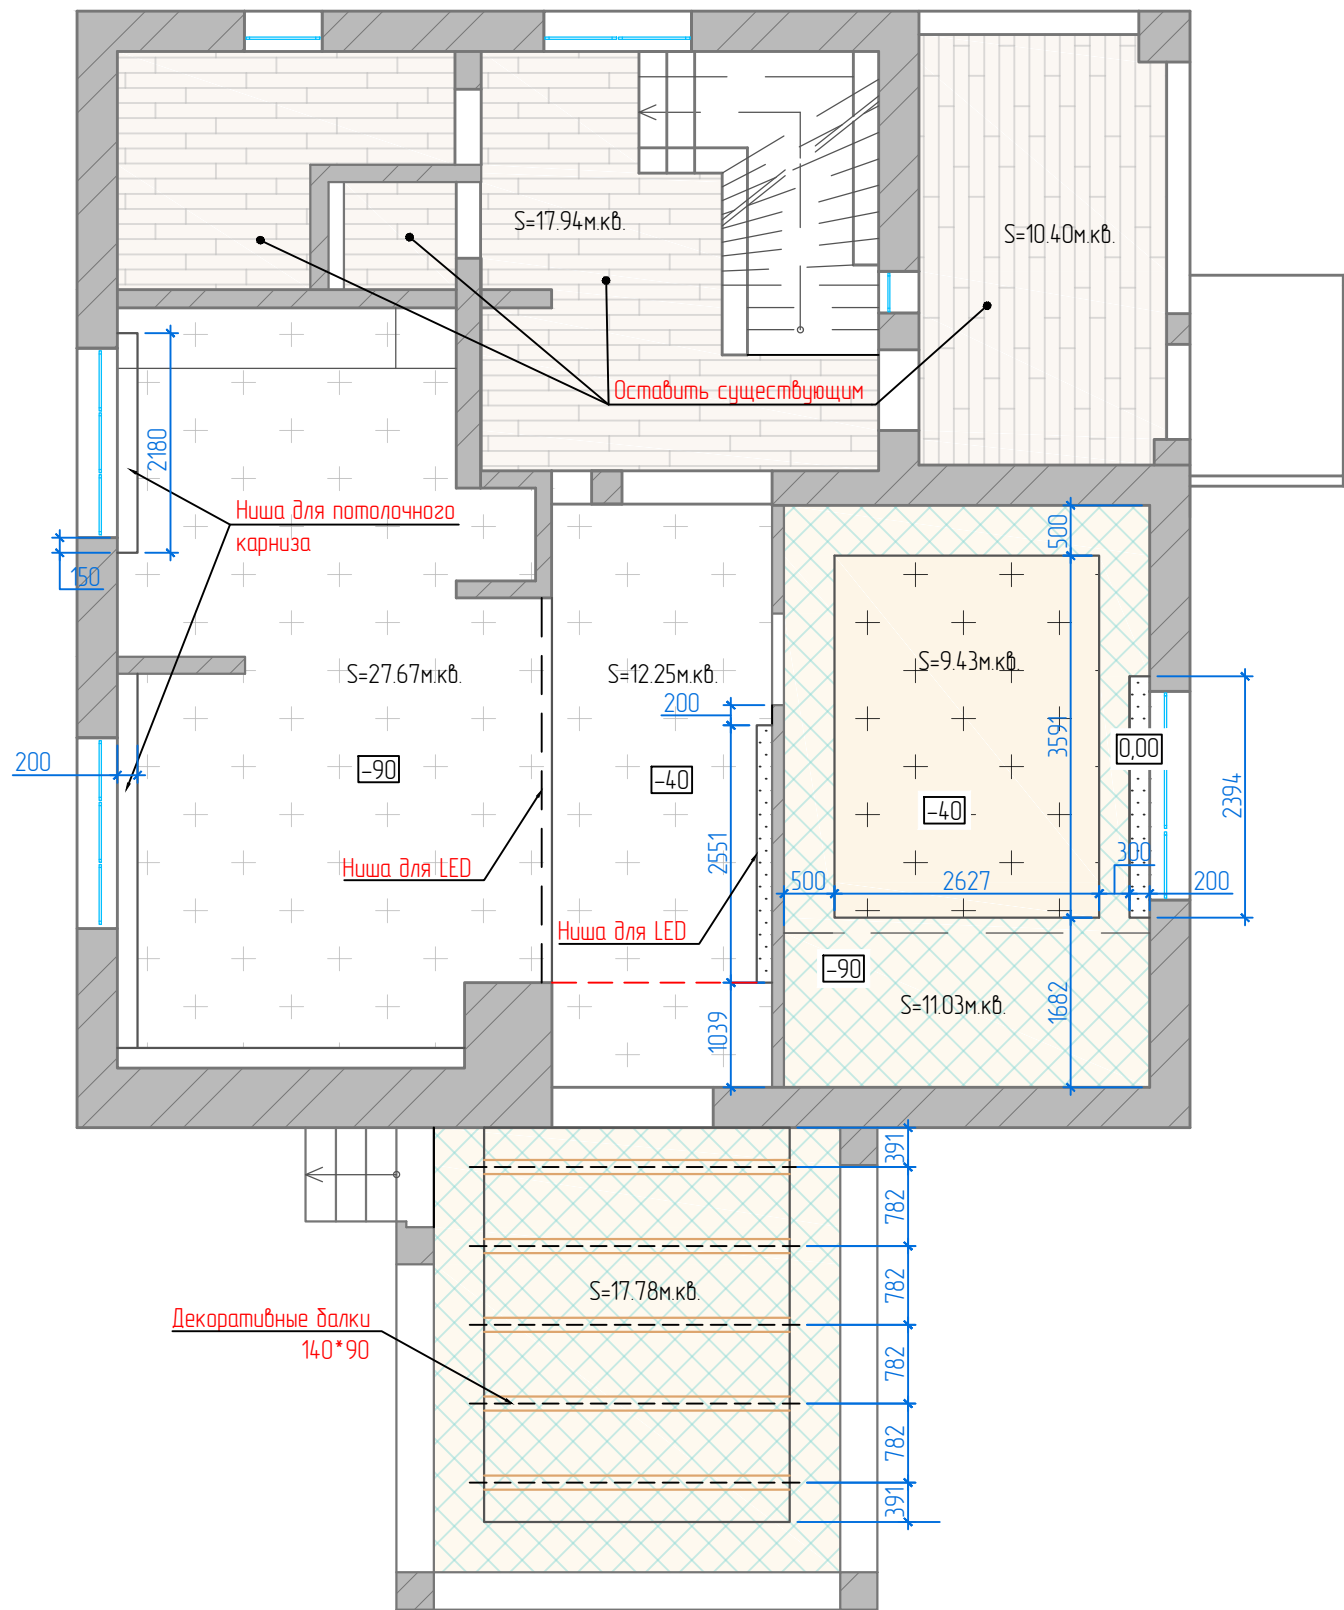 S=17.94м.кв.
S=10.40м.кв.
Оставить существующим
2180
Ниша для потолочного
карниза
150
500
S=27.67м.кв.
S=12.25м.кв.
S=9.43м.кв.
200
3591
0,00
200
-90
-40
-40
2394
2551
300
Ниша для LED
500
2627
200
Ниша для LED
-90
S=11.03м.кв.
1039
1682
391
782
782
S=17.78м.кв.
Декоративные балки
140*90
782
782
391